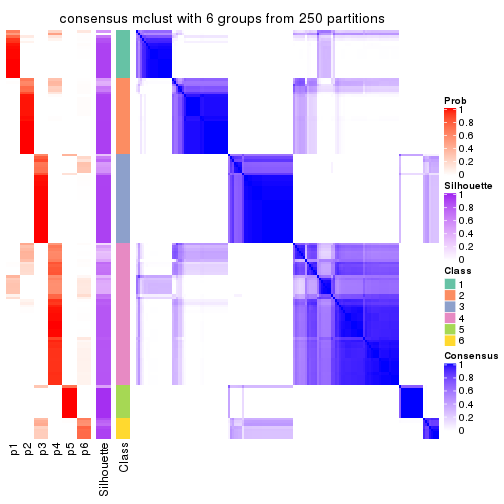 consensus mclust with 6 groups from 250 partitions
Prob
1
0.8
0.6
0.4
0.2
0
Silhouette
1
0.8
0.6
0.4
0.2
0
Class
1
2
3
4
5
6
Consensus
1
0.8
0.6
0.4
0.2
0
p1
p2
p3
p4
p5
p6
Silhouette
Class